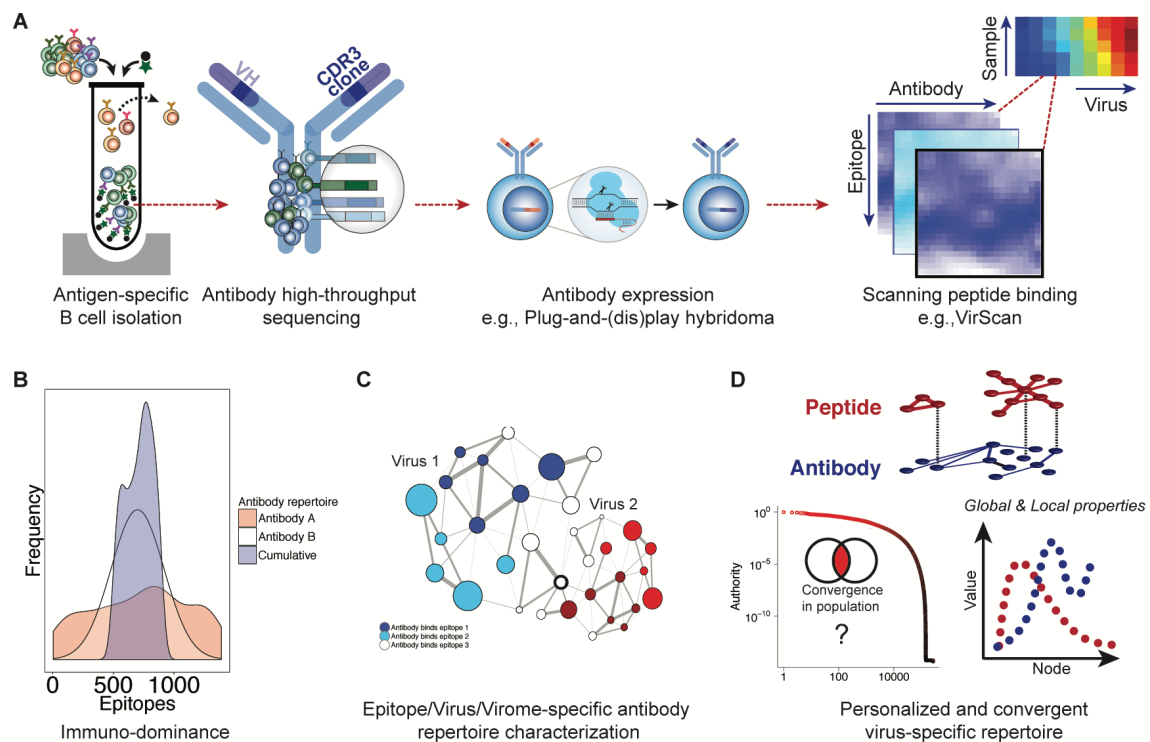 A
VH
CDR3
clone
Antibody
Epitope
Sample
Virus
Antigen-specific
B cell isolation
Antibody high-throughput
sequencing
Antibody expression
e.g., Plug-and-(dis)play hybridoma
Scanning peptide binding
e.g.,VirScan
B
Frequency
0
500
1000
Epitopes
Antibody repertoire
Antibody A
Antibody B
Cumulative
Immuno-dominance
C
Virus 1
Virus 2
Antibody binds epitope 1
Antibody binds epitope 2
Antibody binds epitope 3
Epitope/Virus/Virome-specific antibody
repertoire characterization
D
Peptide
Antibody
Global & Local properties
Authority
10⁰
10⁻⁵
10⁻¹⁰
1
100
10000
Convergence
in population
?
Value
Node
Personalized and convergent
virus-specific repertoire